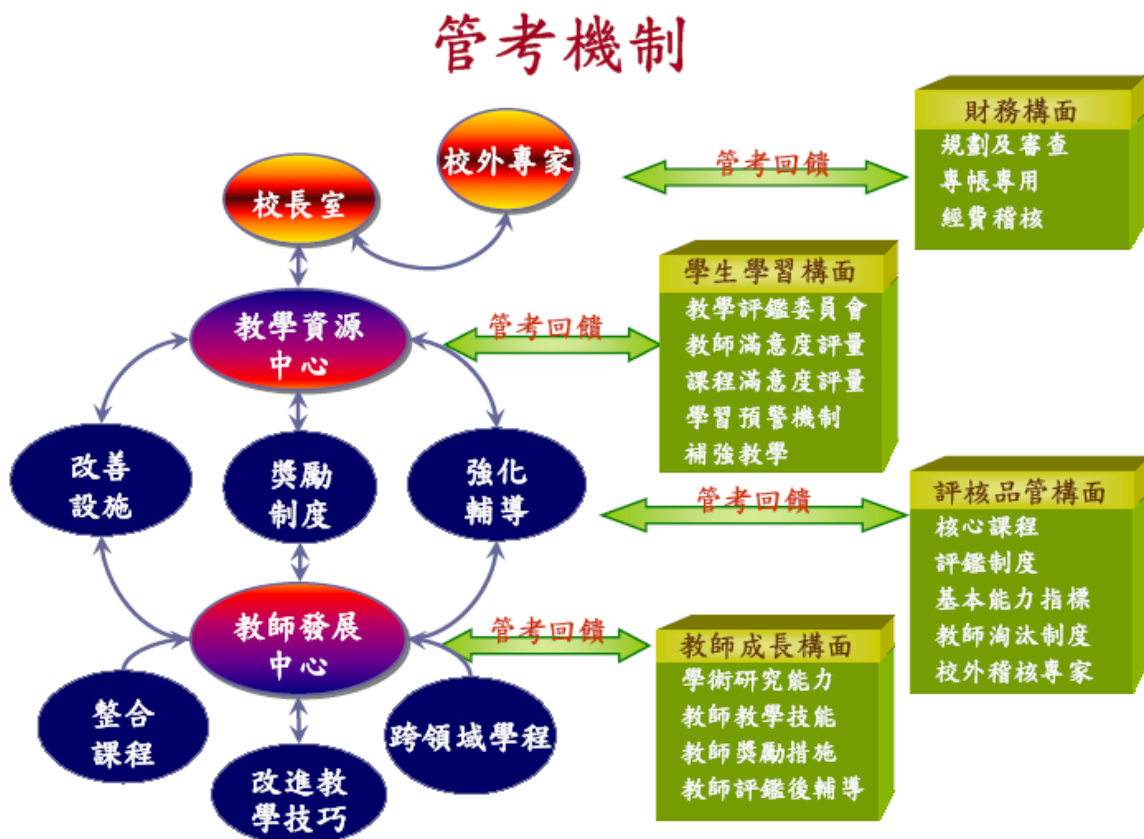 管考機制
校外專家
校長室
管考回饋
財務構面
規劃及審查
專帳專用
經費稽核
教學資源
中心
管考回饋
學生學習構面
教學評鑑委員會
教師滿意度評量
課程滿意度評量
學習預警機制
補強教學
改善
設施
獎勵
制度
強化
輔導
管考回饋
評核品管構面
核心課程
評鑑制度
基本能力指標
教師淘汰制度
校外稽核專家
教師發展
中心
管考回饋
教師成長構面
學術研究能力
教師教學技能
教師獎勵措施
教師評鑑後輔導
整合
課程
改進教
學技巧
跨領域學程